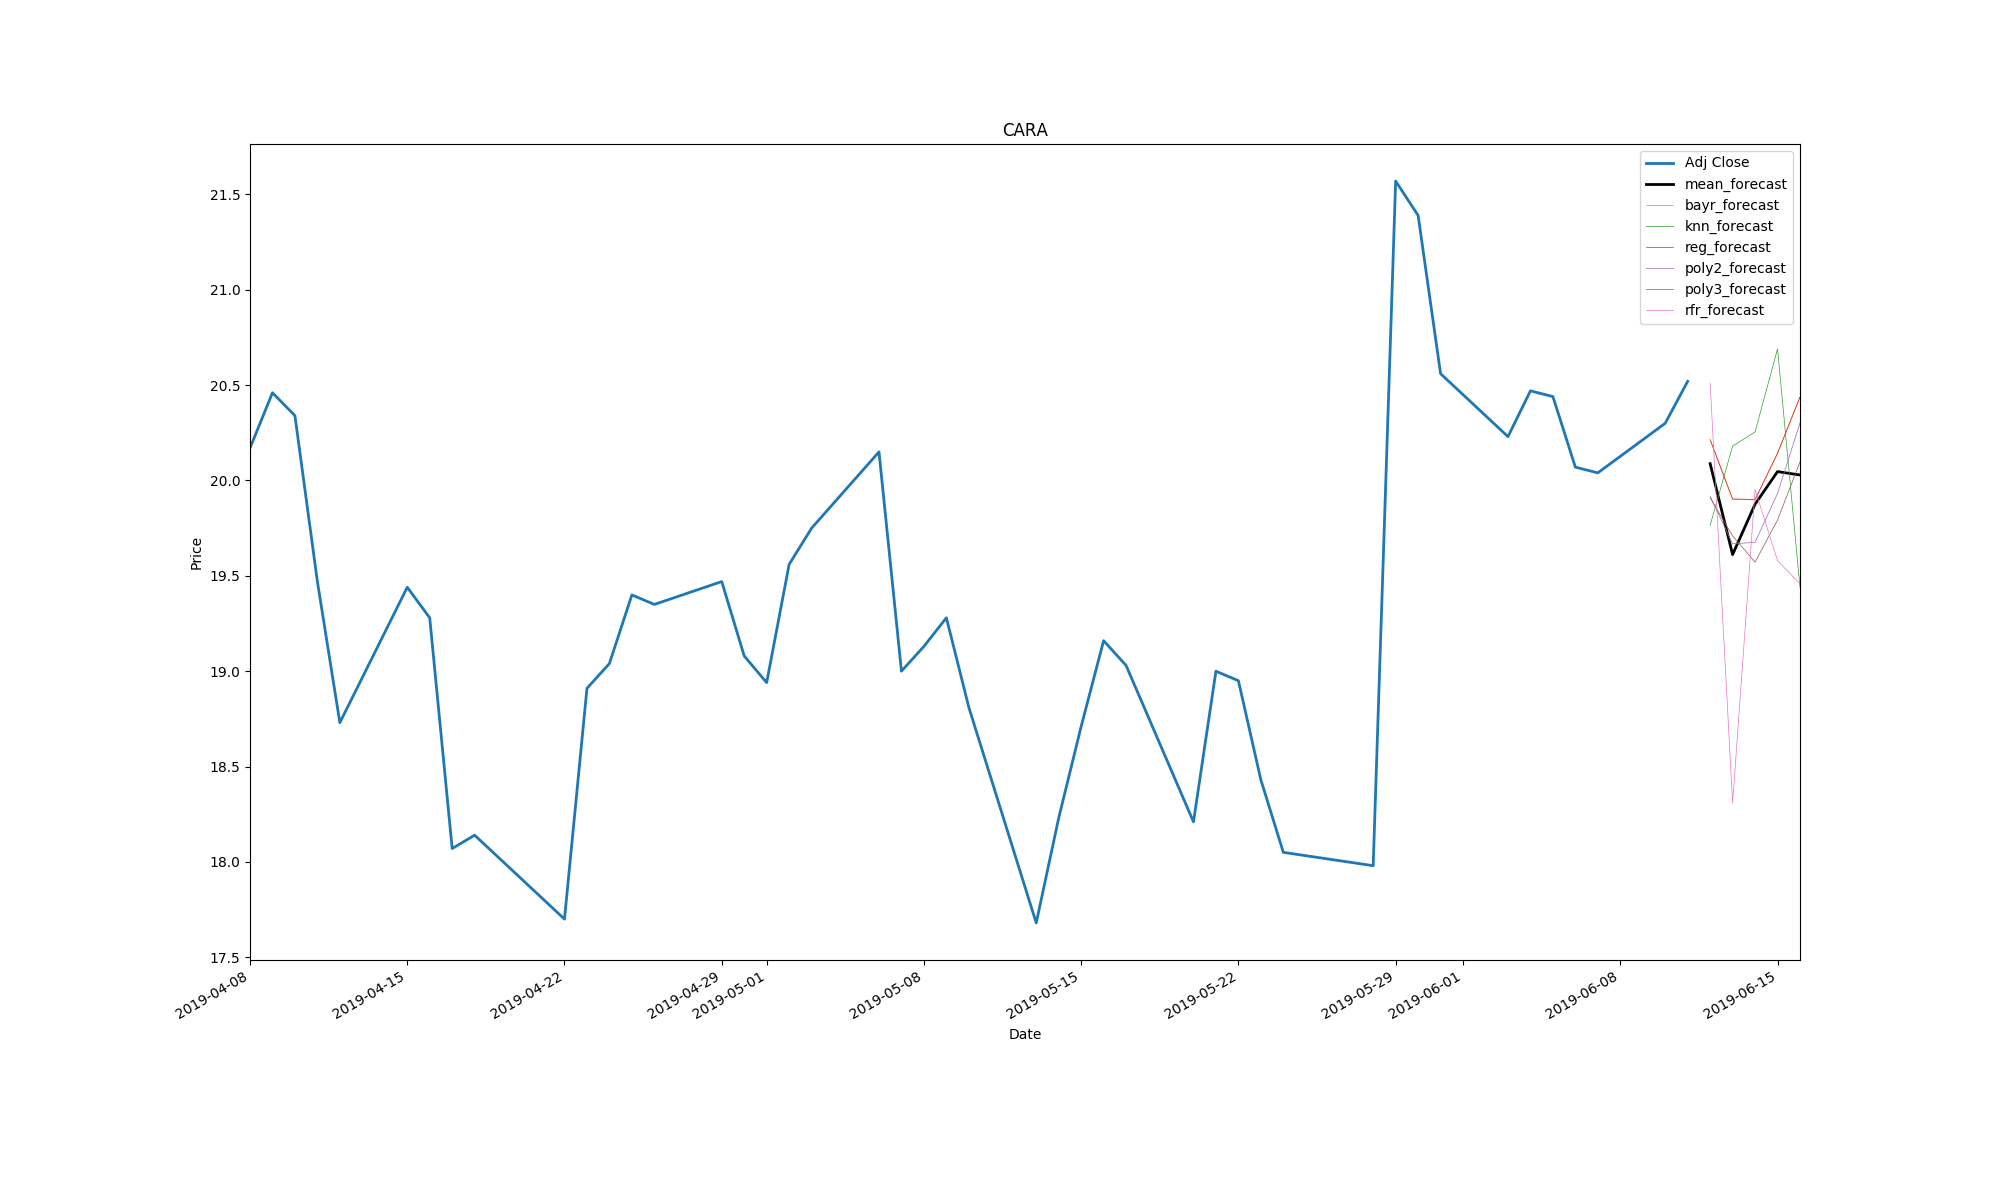 CARA
Adj Close
mean_forecast
bayr_forecast
knn_forecast
reg_forecast
poly2_forecast
poly3_forecast
rfr_forecast
21.5
21.0
20.5
20.0
19.5
19.0
18.5
18.0
17.5
Price
2019-04-08
2019-04-15
2019-04-22
2019-04-29
2019-05-01
2019-05-08
2019-05-15
2019-05-22
2019-05-29
2019-06-01
2019-06-08
2019-06-15
Date